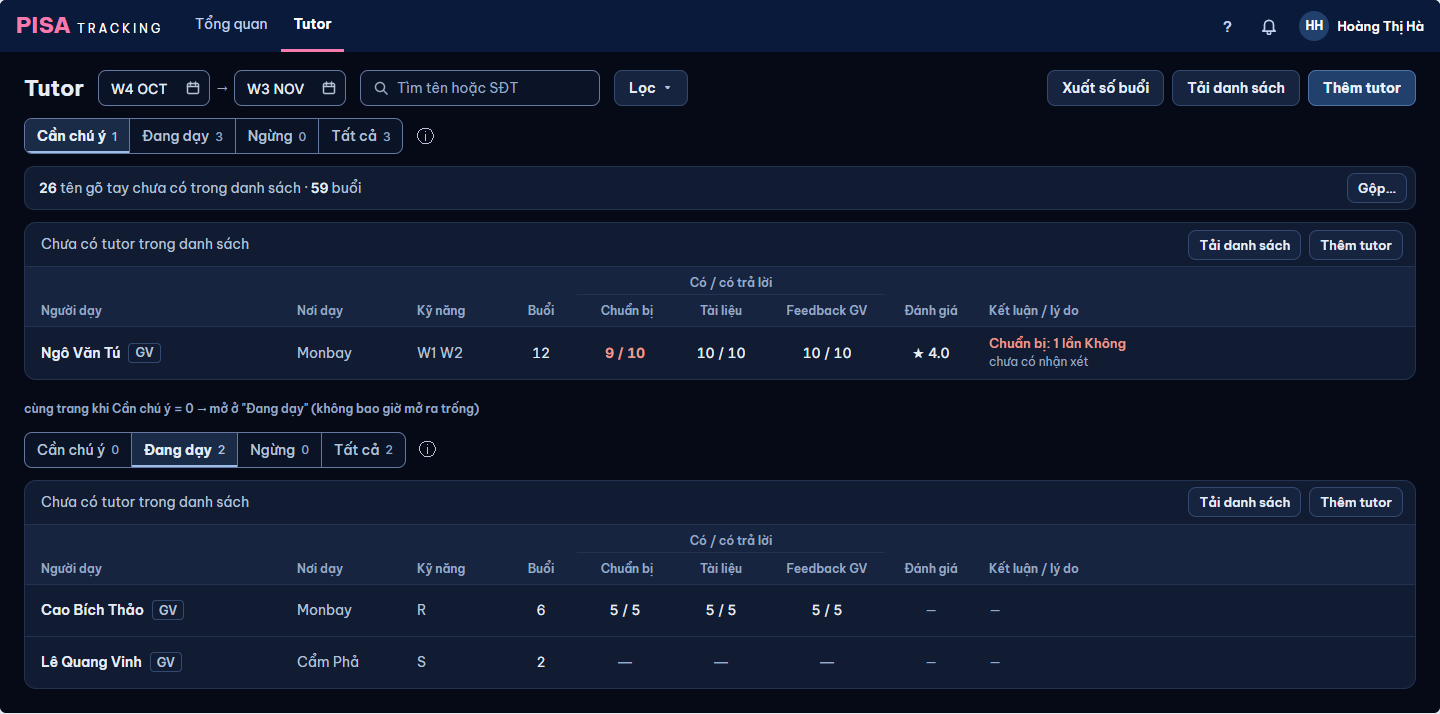 PISA TRACKING Tổng quan Tutor ? HH Hoàng Thị Hà
Tutor W4 OCT → W3 NOV Tìm tên hoặc SĐT Lọc Xuất số buổi Tải danh sách Thêm tutor
Cần chú ý 1 Đang dạy 3 Ngừng 0 Tất cả 3
26 tên gõ tay chưa có trong danh sách · 59 buổi Gộp...
Chưa có tutor trong danh sách Tải danh sách Thêm tutor
Có / có trả lời
Người dạy Nơi dạy Kỹ năng Buổi Chuẩn bị Tài liệu Feedback GV Đánh giá Kết luận / lý do
Ngô Văn Tú GV Monbay W1 W2 12 9 / 10 10 / 10 10 / 10 ★ 4.0 Chuẩn bị: 1 lần Không
chưa có nhận xét
cùng trang khi Cần chú ý = 0 → mở ở "Đang dạy" (không bao giờ mở ra trống)
Cần chú ý 0 Đang dạy 2 Ngừng 0 Tất cả 2
Chưa có tutor trong danh sách Tải danh sách Thêm tutor
Có / có trả lời
Người dạy Nơi dạy Kỹ năng Buổi Chuẩn bị Tài liệu Feedback GV Đánh giá Kết luận / lý do
Cao Bích Thảo GV Monbay R 6 5 / 5 5 / 5 5 / 5 — —
Lê Quang Vinh GV Cẩm Phả S 2 — — — — —